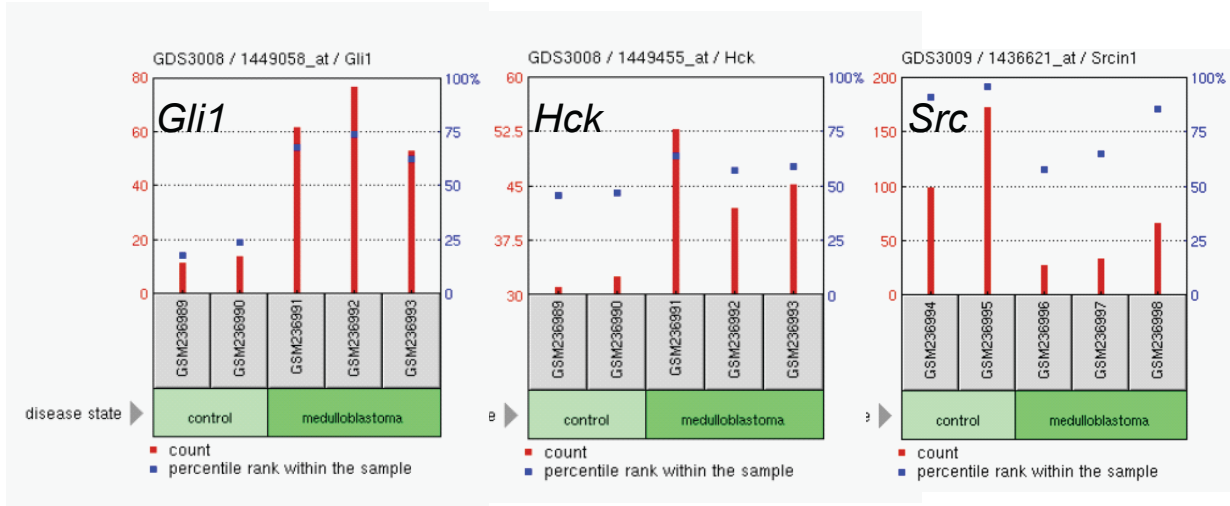 GDS3008 / 1449058_at / Gli1
80
60
40
20
0
100%
75
50
25
0
Gli1
GSM236989
GSM236990
GSM236991
GSM236992
GSM236993
disease state
control
medulloblastoma
count
percentile rank within the sample
GDS3008 / 1449455_at / Hck
60
52.5
45
37.5
30
100%
75
50
25
0
Hck
GSM236989
GSM236990
GSM236991
GSM236992
GSM236993
e
control
medulloblastoma
count
percentile rank within the sample
GDS3009 / 1436621_at / Srcin1
200
150
100
50
0
100%
75
50
25
0
Src
GSM236994
GSM236995
GSM236996
GSM236997
GSM236998
e
control
medulloblastoma
count
percentile rank within the sample